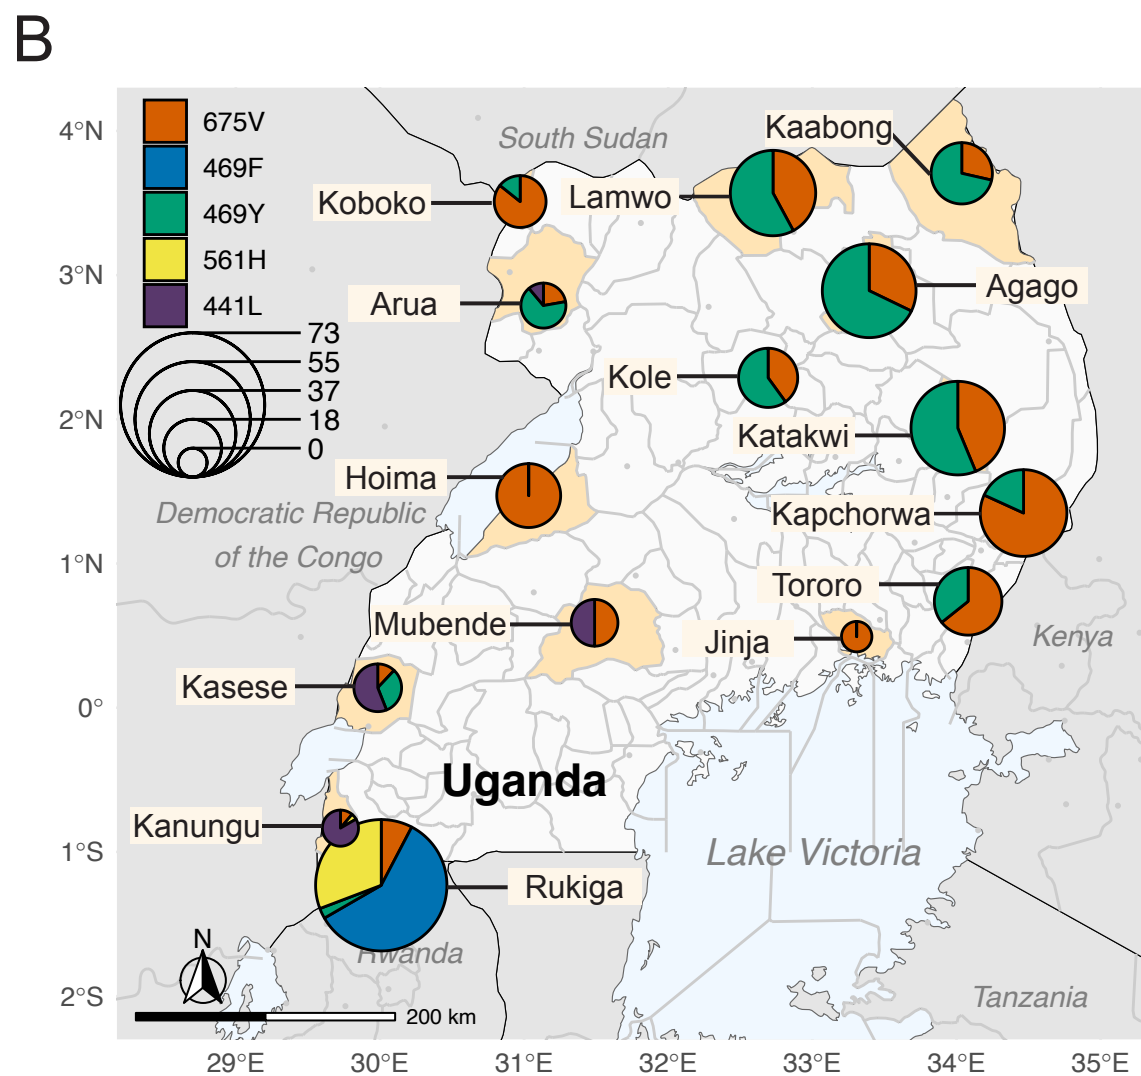 B
4°N
3°N
2°N
1°N
0°
1°S
2°S
675V
469F
469Y
561H
441L
73
55
37
18
0
South Sudan
Kaabong
Koboko
Lamwo
Arua
Agago
Kole
Katakwi
Hoima
Kapchorwa
Democratic Republic
of the Congo
Tororo
Mubende
Jinja
Kenya
Kasese
Uganda
Kanungu
Lake Victoria
Rukiga
Rwanda
N
Tanzania
200 km
29°E
30°E
31°E
32°E
33°E
34°E
35°E